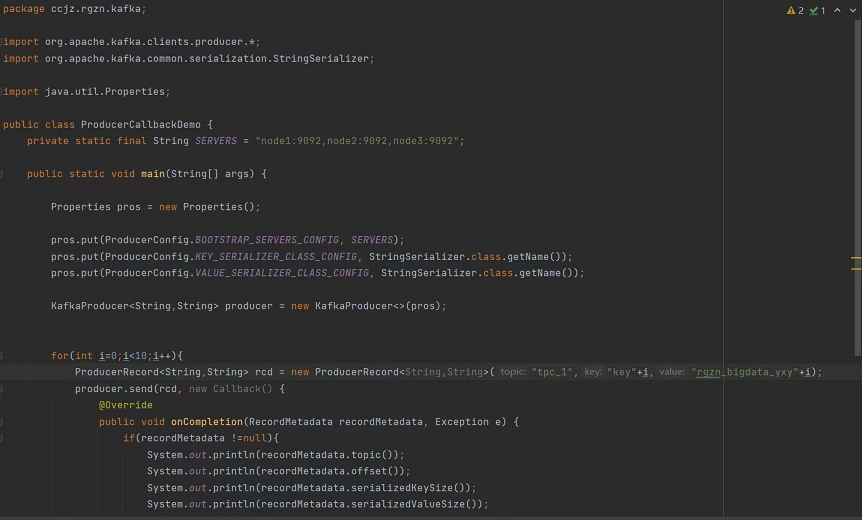 package ccjz.rgzn.kafka;
2 1
import org.apache.kafka.clients.producer.*;
import org.apache.kafka.common.serialization.StringSerializer;
import java.util.Properties;
public class ProducerCallbackDemo {
private static final String SERVERS = "node1:9092,node2:9092,node3:9092";
public static void main(String[] args) {
Properties pros = new Properties();
pros.put(ProducerConfig.BOOTSTRAP_SERVERS_CONFIG, SERVERS);
pros.put(ProducerConfig.KEY_SERIALIZER_CLASS_CONFIG, StringSerializer.class.getName());
pros.put(ProducerConfig.VALUE_SERIALIZER_CLASS_CONFIG, StringSerializer.class.getName());
KafkaProducer<String,String> producer = new KafkaProducer<>(pros);
for(int i=0;i<10;i++){
ProducerRecord<String,String> rcd = new ProducerRecord<String,String>( topic: "tpc_1", key: "key"+i, value: "rgzn_bigdata_yxy"+i);
producer.send(rcd, new Callback() {
@Override
public void onCompletion(RecordMetadata recordMetadata, Exception e) {
if(recordMetadata !=null){
System.out.println(recordMetadata.topic());
System.out.println(recordMetadata.offset());
System.out.println(recordMetadata.serializedKeySize());
System.out.println(recordMetadata.serializedValueSize());